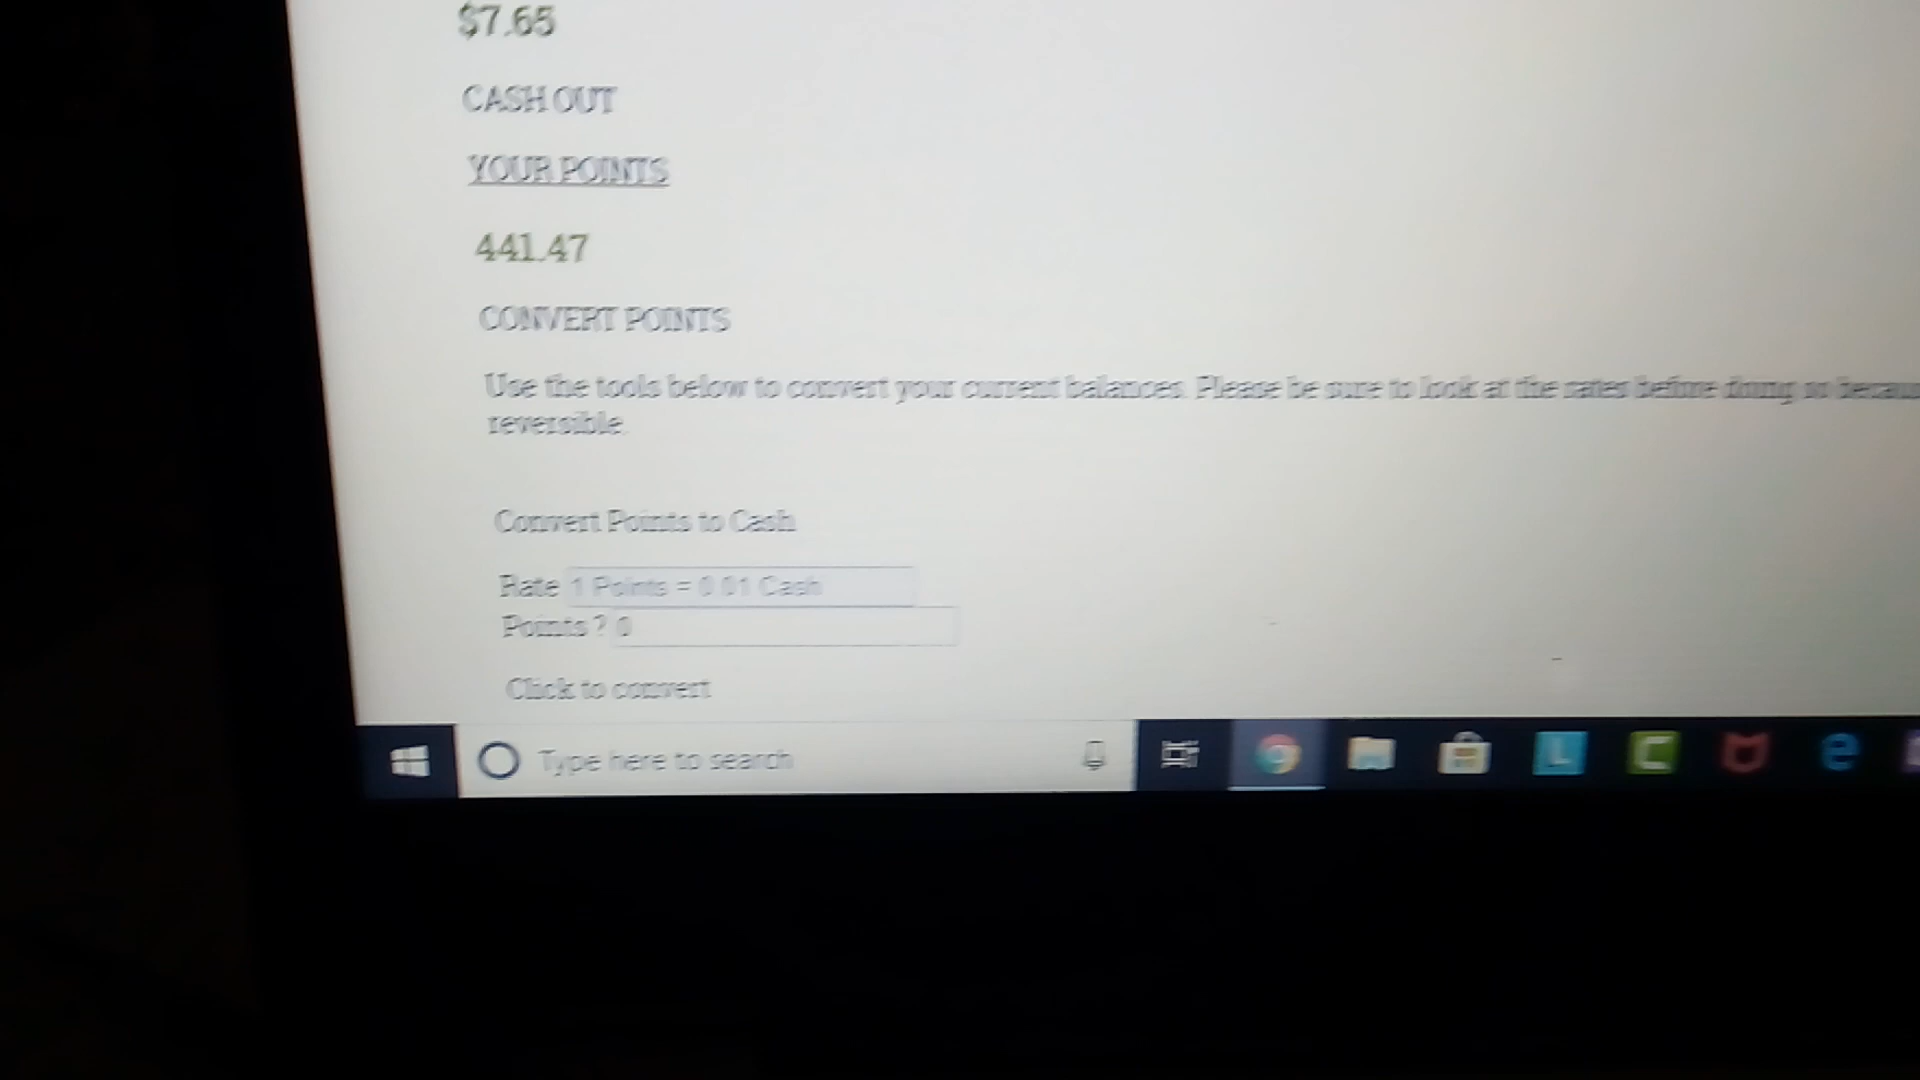 $7.65
CASH OUT
YOUR POINTS
441.47
CONVERT POINTS
Use the tools below to convert your current balances. Please be sure to look at the rates before doing so
reversible.
Convert Points to Cash
Rate 1 Points = 0.01 Cash
Points ? 0
Click to convert
Type here to search